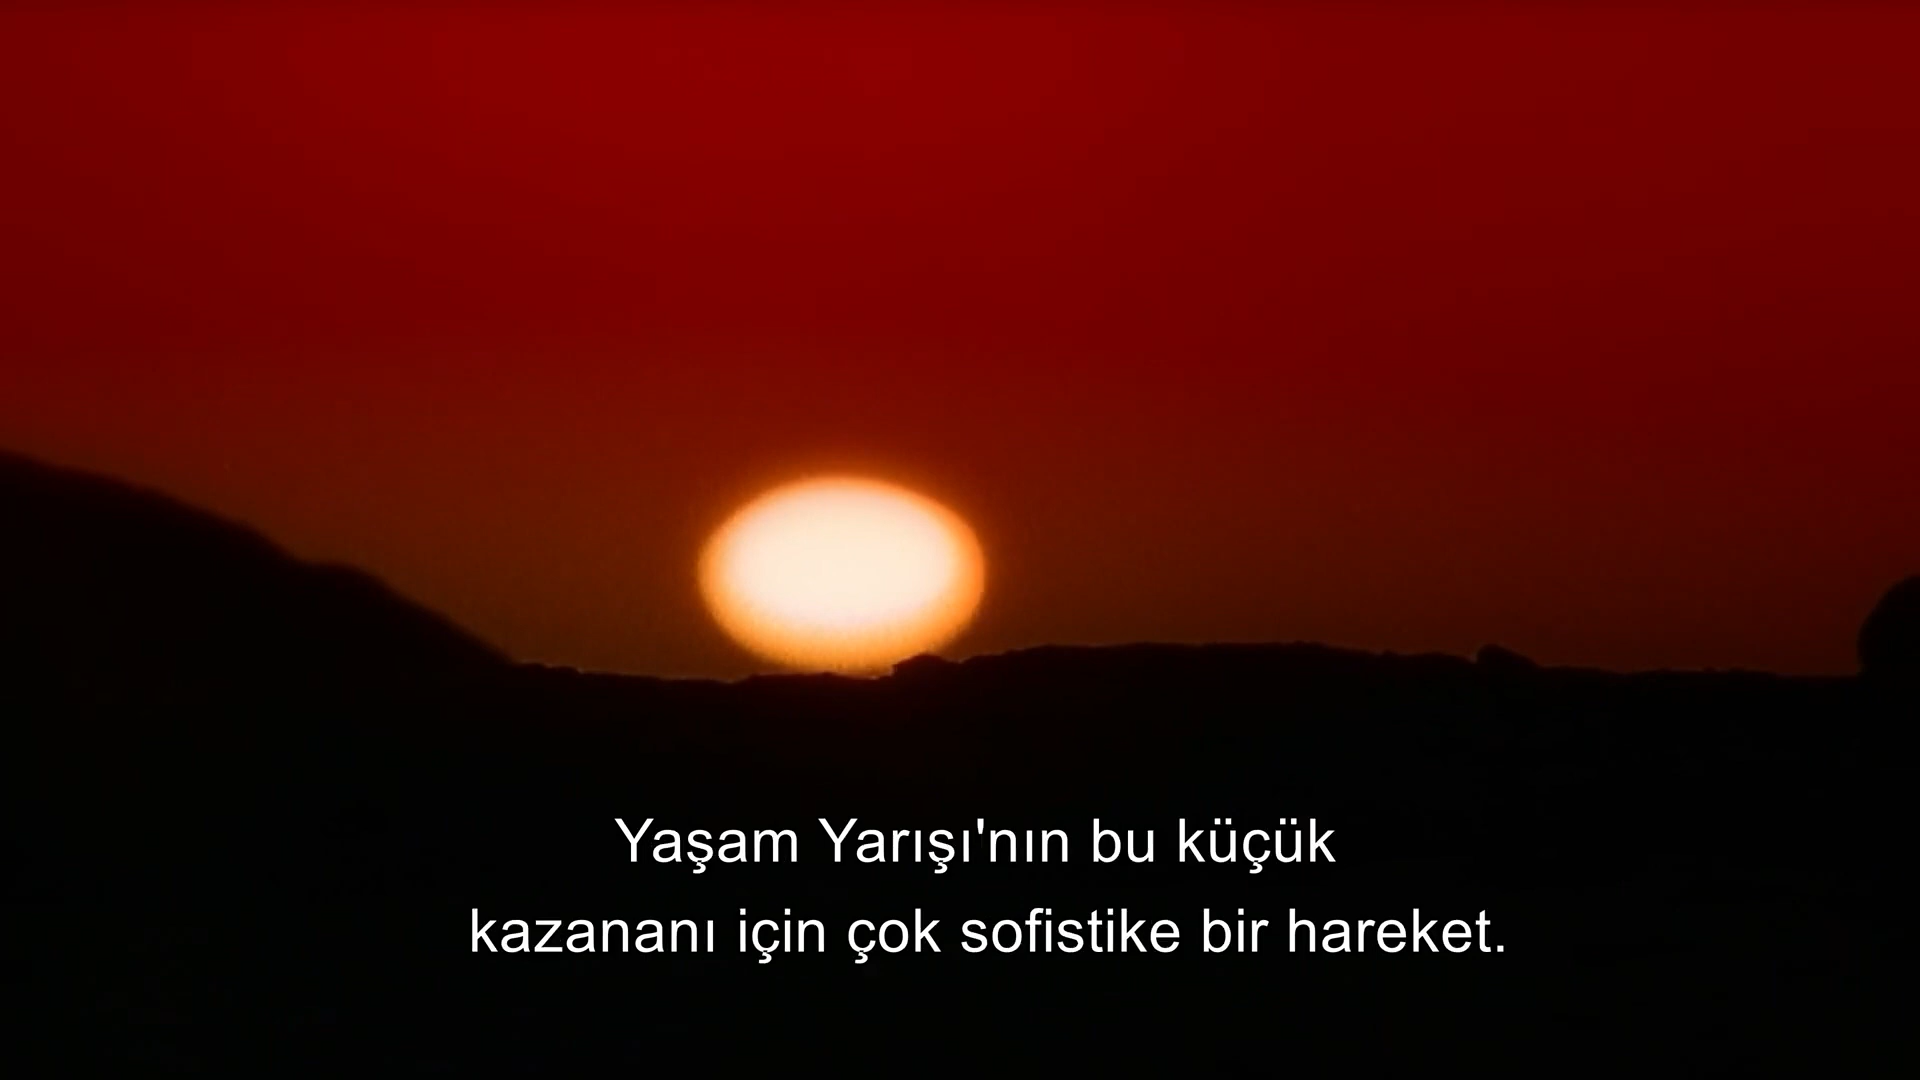 Yaşam Yarışı'nın bu küçük
kazananı için çok sofistike bir hareket.